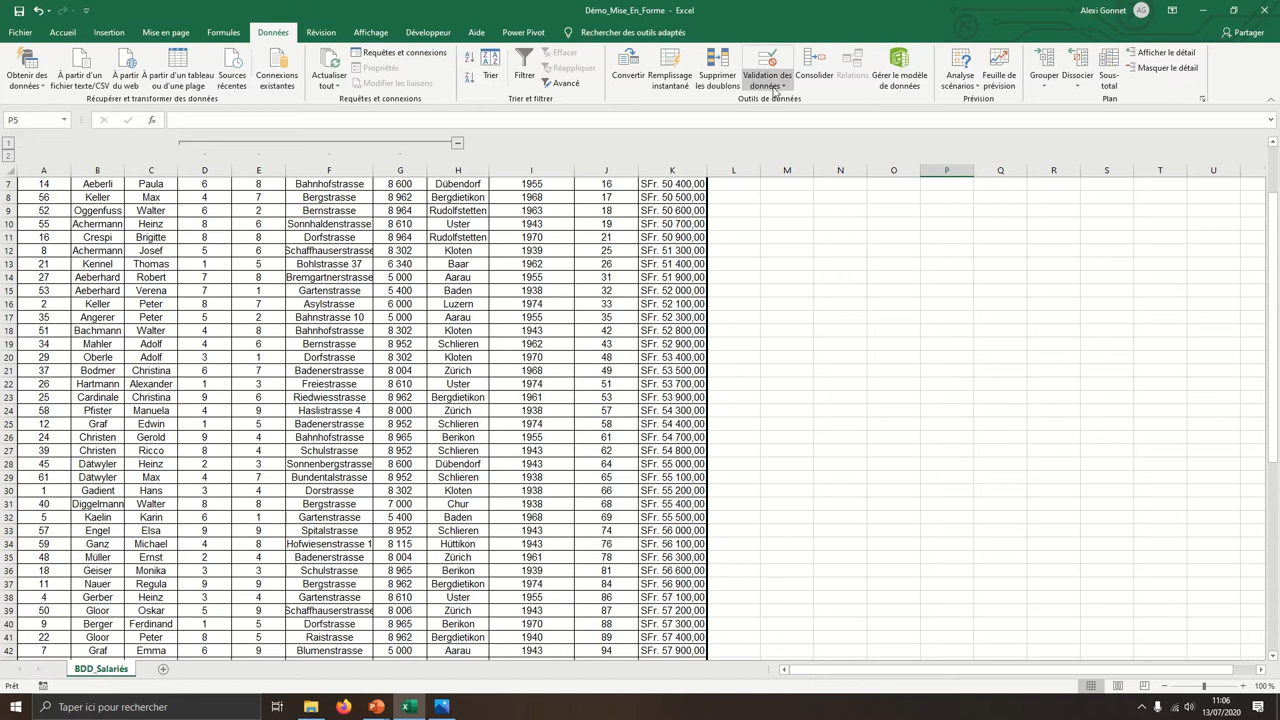 Démo_Mise_En_Forme - Excel
Alexi Gonnet
AG
Fichier Accueil Insertion Mise en page Formules Données Révision Affichage Développeur Aide Power Pivot Rechercher des outils adaptés
Partager
Obtenir des données
À partir d'un fichier texte/CSV
À partir du web
À partir d'un tableau ou d'une plage
Sources récentes
Connexions existantes
Récupérer et transformer des données
Actualiser tout
Requêtes et connexions
Propriétés
Modifier les liaisons
Requêtes et connexions
Trier
Filtrer
Effacer
Réappliquer
Avancé
Trier et filtrer
Convertir
Remplissage instantané
Supprimer les doublons
Validation des données
Consolider
Relations
Gérer le modèle de données
Outils de données
Analyse scénarios
Feuille de prévision
Prévision
Grouper
Dissocier
Sous-total
Afficher le détail
Masquer le détail
Plan
P5
fx
1
2
A B C D E F G H I J K L M N O P Q R S T U
7 14 Aeberli Paula 6 8 Bahnhofstrasse 8 600 Dübendorf 1955 16 SFr. 50 400,00
8 56 Keller Max 4 7 Bergstrasse 8 962 Bergdietikon 1968 17 SFr. 50 500,00
9 52 Oggenfuss Walter 6 2 Bernstrasse 8 964 Rudolfstetten 1963 18 SFr. 50 600,00
10 55 Achermann Heinz 8 6 Sonnhaldenstrasse 8 610 Uster 1943 19 SFr. 50 700,00
11 16 Crespi Brigitte 8 8 Dorfstrasse 8 964 Rudolfstetten 1970 21 SFr. 50 900,00
12 8 Achermann Josef 5 6 Schaffhauserstrasse 8 302 Kloten 1939 25 SFr. 51 300,00
13 21 Kennel Thomas 1 5 Bohlstrasse 37 6 340 Baar 1962 26 SFr. 51 400,00
14 27 Aeberhard Robert 7 8 Bremgartnerstrasse 5 000 Aarau 1955 31 SFr. 51 900,00
15 53 Aeberhard Verena 7 1 Gartenstrasse 5 400 Baden 1938 32 SFr. 52 000,00
16 2 Keller Peter 8 7 Asylstrasse 6 000 Luzern 1974 33 SFr. 52 100,00
17 35 Angerer Peter 5 2 Bahnstrasse 10 5 000 Aarau 1955 35 SFr. 52 300,00
18 51 Bachmann Walter 4 8 Bahnhofstrasse 8 302 Kloten 1943 42 SFr. 52 800,00
19 34 Mahler Adolf 4 6 Bernstrasse 8 952 Schlieren 1962 43 SFr. 52 900,00
20 29 Oberle Adolf 3 1 Dorfstrasse 8 302 Kloten 1970 48 SFr. 53 400,00
21 37 Bodmer Christina 6 7 Badenerstrasse 8 004 Zürich 1968 49 SFr. 53 500,00
22 26 Hartmann Alexander 1 3 Freiestrasse 8 610 Uster 1974 51 SFr. 53 700,00
23 25 Cardinale Christina 9 6 Riedwiesstrasse 8 962 Bergdietikon 1961 53 SFr. 53 900,00
24 58 Pfister Manuela 4 9 Haslistrasse 4 8 000 Zürich 1938 57 SFr. 54 300,00
25 12 Graf Edwin 1 5 Badenerstrasse 8 952 Schlieren 1974 58 SFr. 54 400,00
26 24 Christen Gerold 9 4 Bahnhofstrasse 8 965 Berikon 1955 61 SFr. 54 700,00
27 39 Christen Ricco 8 4 Schulstrasse 8 952 Schlieren 1943 62 SFr. 54 800,00
28 45 Dätwyler Heinz 2 3 Sonnenbergstrasse 8 600 Dübendorf 1943 64 SFr. 55 000,00
29 61 Dätwyler Max 4 7 Bundentalstrasse 8 952 Schlieren 1938 65 SFr. 55 100,00
30 1 Gadient Hans 3 4 Dorstrasse 8 302 Kloten 1938 66 SFr. 55 200,00
31 40 Diggelmann Walter 8 8 Bergstrasse 7 000 Chur 1938 68 SFr. 55 400,00
32 5 Kaelin Karin 6 1 Gartenstrasse 5 400 Baden 1968 69 SFr. 55 500,00
33 57 Engel Elsa 9 9 Spitalstrasse 8 952 Schlieren 1943 74 SFr. 56 000,00
34 59 Ganz Michael 4 8 Hofwiesenstrasse 1 8 115 Hüttikon 1943 76 SFr. 56 100,00
35 48 Müller Ernst 2 4 Badenerstrasse 8 004 Zürich 1961 78 SFr. 56 300,00
36 18 Geiser Monika 3 3 Schulstrasse 8 965 Berikon 1939 81 SFr. 56 600,00
37 11 Nauer Regula 9 9 Bergstrasse 8 962 Bergdietikon 1974 84 SFr. 56 900,00
38 4 Gerber Heinz 3 7 Gartenstrasse 8 610 Uster 1955 86 SFr. 57 100,00
39 50 Gloor Oskar 5 9 Schaffhauserstrasse 8 006 Zürich 1943 87 SFr. 57 200,00
40 9 Berger Ferdinand 1 5 Dorfstrasse 8 965 Berikon 1970 88 SFr. 57 300,00
41 22 Gloor Peter 8 5 Raistrasse 8 962 Bergdietikon 1940 89 SFr. 57 400,00
42 7 Graf Emma 6 9 Blumenstrasse 5 000 Aarau 1943 94 SFr. 57 900,00
BDD_Salariés
Prêt
100 %
Taper ici pour rechercher
11:06
13/07/2020